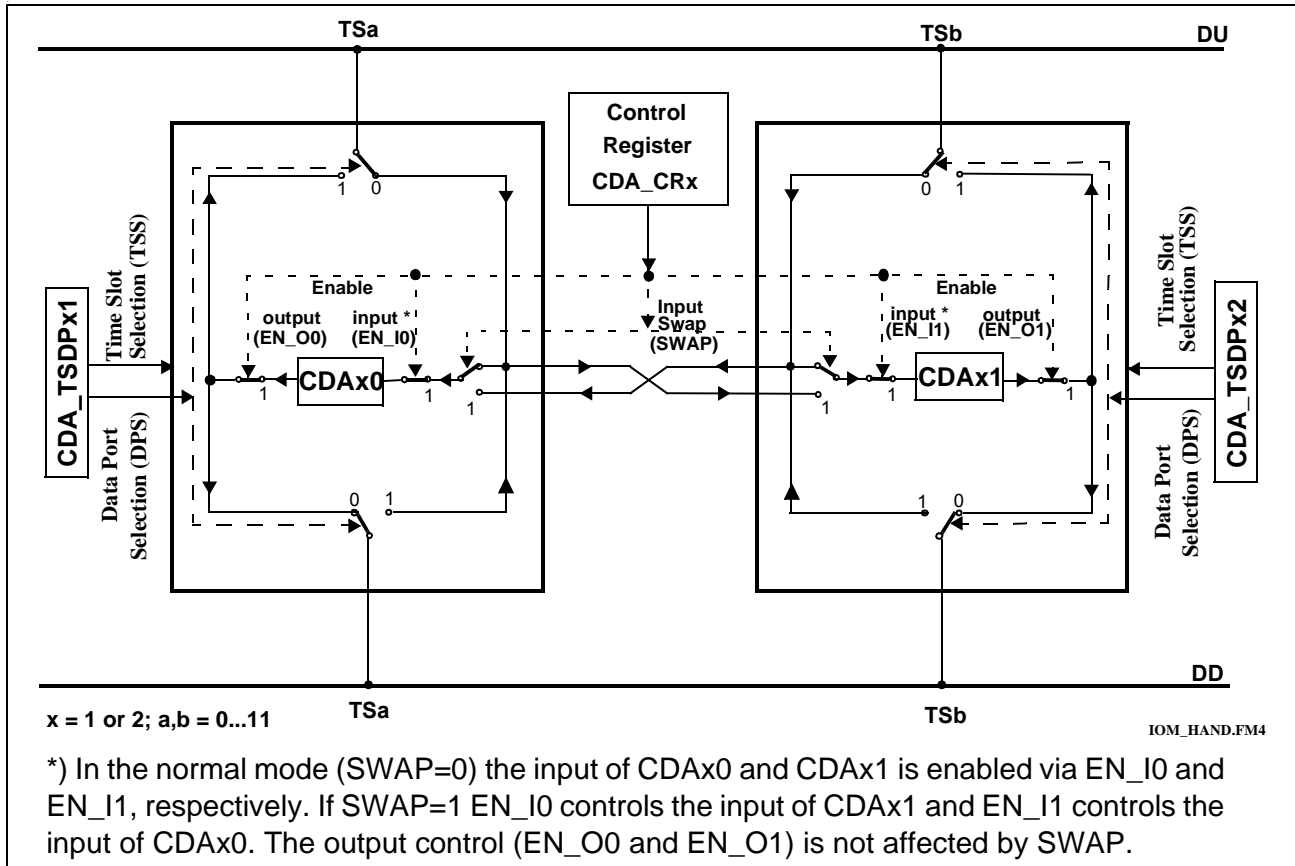 TSa
TSb
DU
Control
Register
CDA_CRx
1
0
0
1
Time Slot
Selection (TSS)
Time Slot
Selection (TSS)
Enable
output
(EN_O0)
input *
(EN_I0)
Input
Swap
(SWAP)
input *
(EN_I1)
output
(EN_O1)
CDA_TSDPx1
CDAx0
CDAx1
CDA_TSDPx2
1
1
1
1
1
1
Data Port
Selection (DPS)
Data Port
Selection (DPS)
0
1
1
0
DD
TSa
TSb
x = 1 or 2; a,b = 0...11
IOM_HAND.FM4
*) In the normal mode (SWAP=0) the input of CDAx0 and CDAx1 is enabled via EN_I0 and
EN_I1, respectively. If SWAP=1 EN_I0 controls the input of CDAx1 and EN_I1 controls the
input of CDAx0. The output control (EN_O0 and EN_O1) is not affected by SWAP.